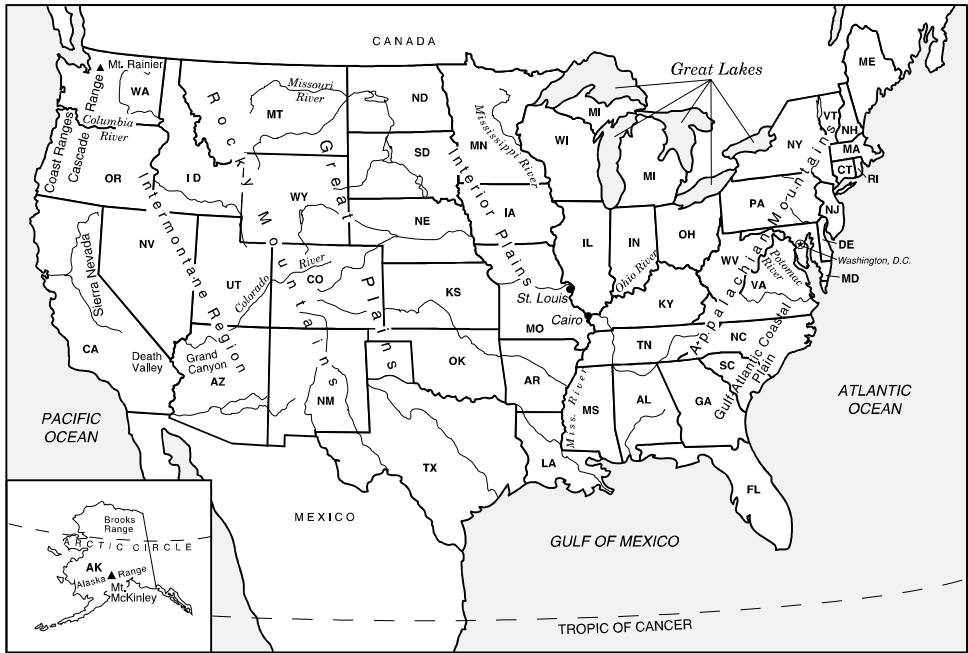 CANADA
Mt. Rainier
WA
Columbia
River
Coast Ranges
Cascade Range
OR
Missouri
River
MT
ND
Rocky Mountains
Great Plains
ID
WY
SD
NE
Mississippi River
MN
Interior Plains
IA
WI
MI
Great Lakes
MI
ME
VT
NH
MA
CT
RI
NY
PA
NJ
DE
Washington, D.C.
MD
Intermontane Region
NV
Sierra Nevada
UT
Colorado
River
CO
KS
MO
St. Louis
Cairo
IL
IN
OH
Ohio River
KY
WV
VA
Potomac
River
Appalachian Mountains
CA
Death
Valley
Grand
Canyon
AZ
NM
OK
AR
TN
NC
SC
Gulf-Atlantic Coastal
Plain
Miss. River
MS
AL
GA
LA
TX
FL
PACIFIC
OCEAN
ATLANTIC
OCEAN
MEXICO
GULF OF MEXICO
TROPIC OF CANCER
Brooks
Range
ARCTIC CIRCLE
AK
Alaska Range
Mt.
McKinley